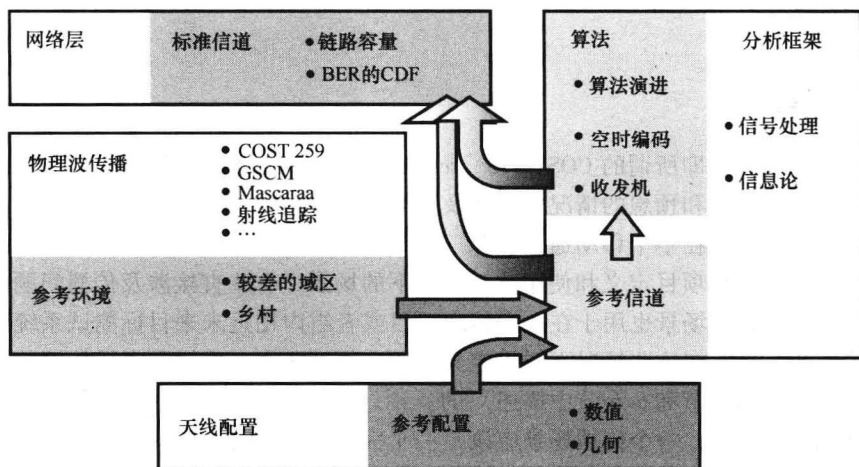 网络层
标准信道
•链路容量
•BER的CDF
物理波传播
• COST 259
• GSCM
• Mascaraa
• 射线追踪
• …
参考环境
• 较差的域区
• 乡村
算法
• 算法演进
• 空时编码
• 收发机
参考信道
分析框架
• 信号处理
• 信息论
天线配置
参考配置
• 数值
• 几何